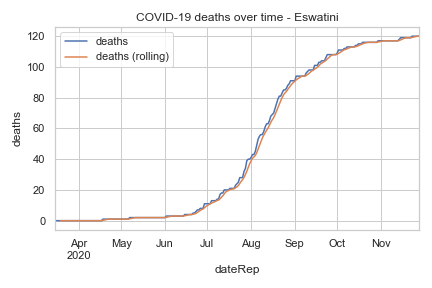 COVID-19 deaths over time - Eswatini
deaths
deaths (rolling)
deaths
120
100
80
60
40
20
0
Apr May Jun Jul Aug Sep Oct Nov
2020
dateRep